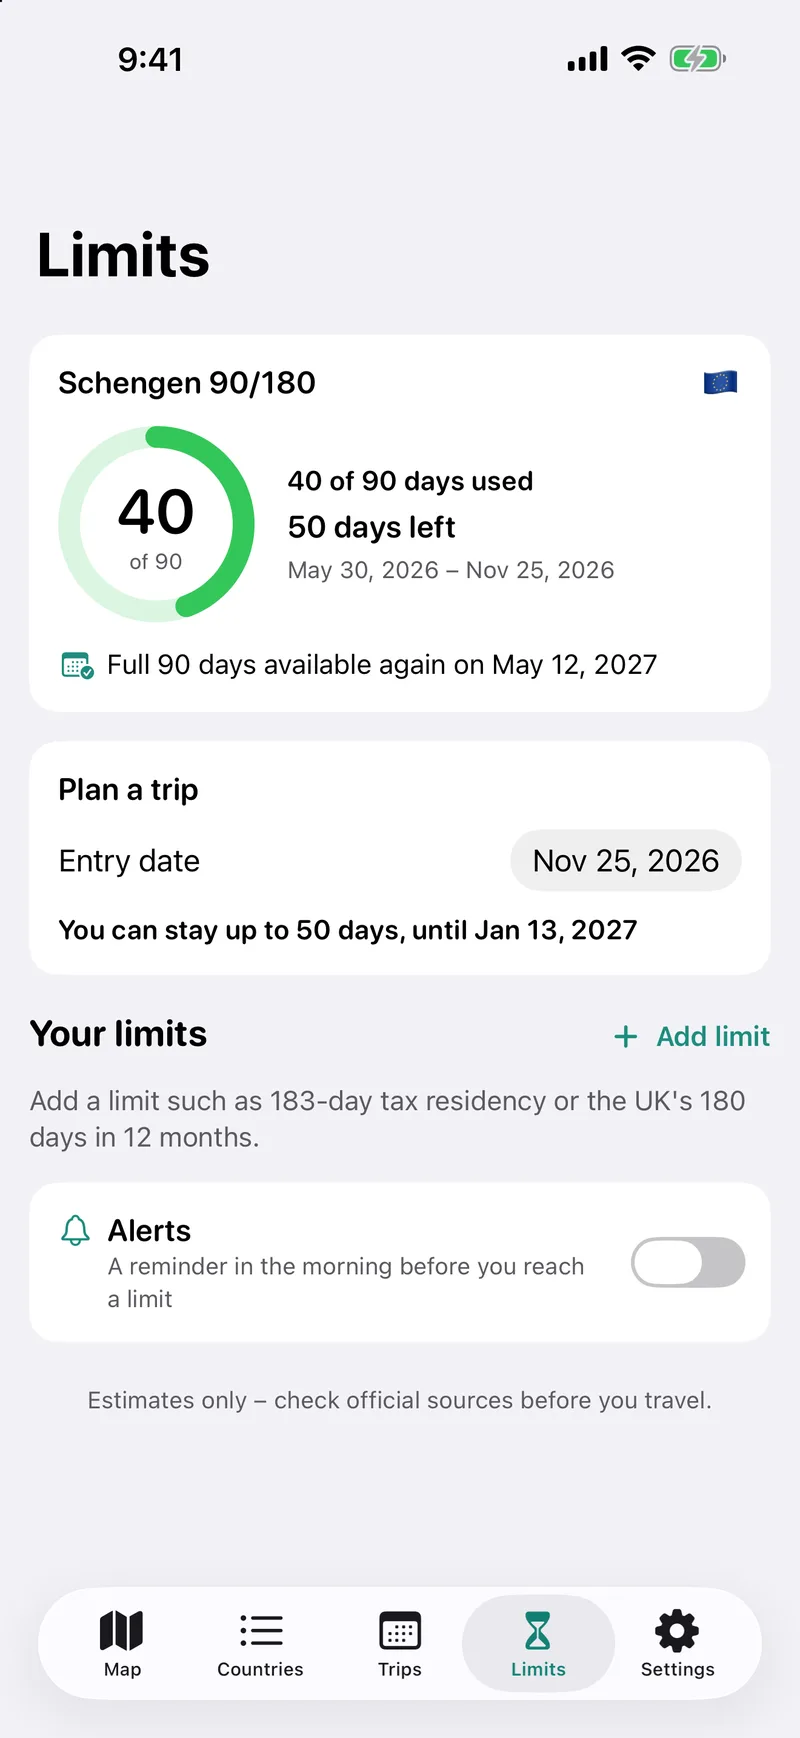 9:41
Limits
Schengen 90/180
40
of 90
40 of 90 days used
50 days left
May 30, 2026 – Nov 25, 2026
Full 90 days available again on May 12, 2027
Plan a trip
Entry date
Nov 25, 2026
You can stay up to 50 days, until Jan 13, 2027
Your limits
+ Add limit
Add a limit such as 183-day tax residency or the UK's 180
days in 12 months.
Alerts
A reminder in the morning before you reach
a limit
Estimates only – check official sources before you travel.
Map
Countries
Trips
Limits
Settings